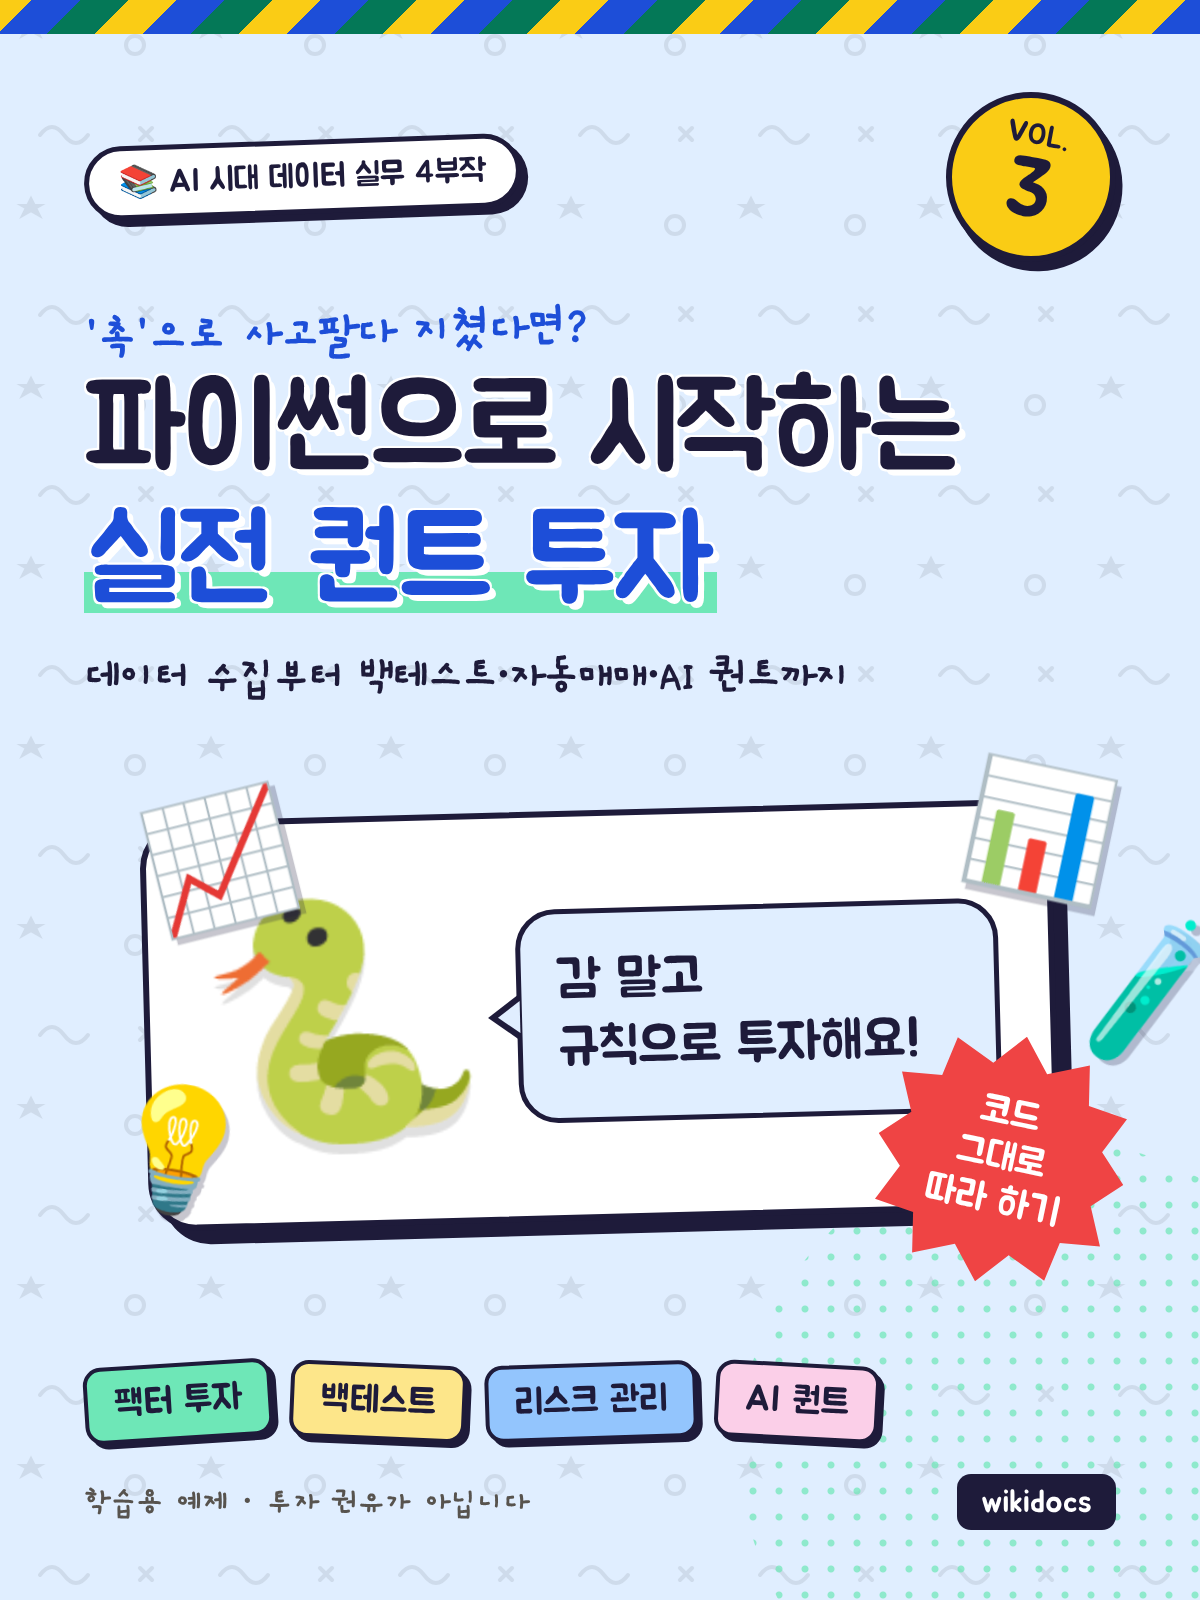 AI 시대 데이터 실무 4부작
VOL.
3
'촉'으로 사고팔다 지쳤다면?
파이썬으로 시작하는
실전 퀀트 투자
데이터 수집부터 백테스트·자동매매·AI 퀀트까지
감 말고
규칙으로 투자해요!
코드
그대로
따라 하기
팩터 투자
백테스트
리스크 관리
AI 퀀트
학습용 예제 · 투자 권유가 아닙니다
wikidocs